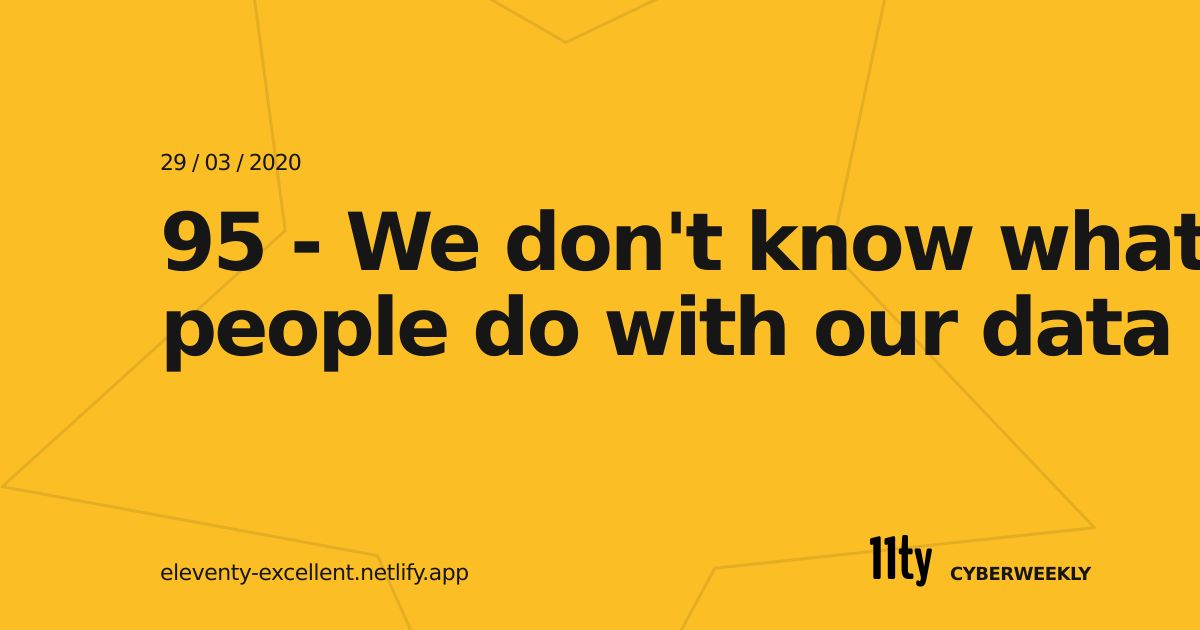 29 / 03 / 2020
95 - We don't know what
people do with our data
eleventy-excellent.netlify.app
11ty CYBERWEEKLY